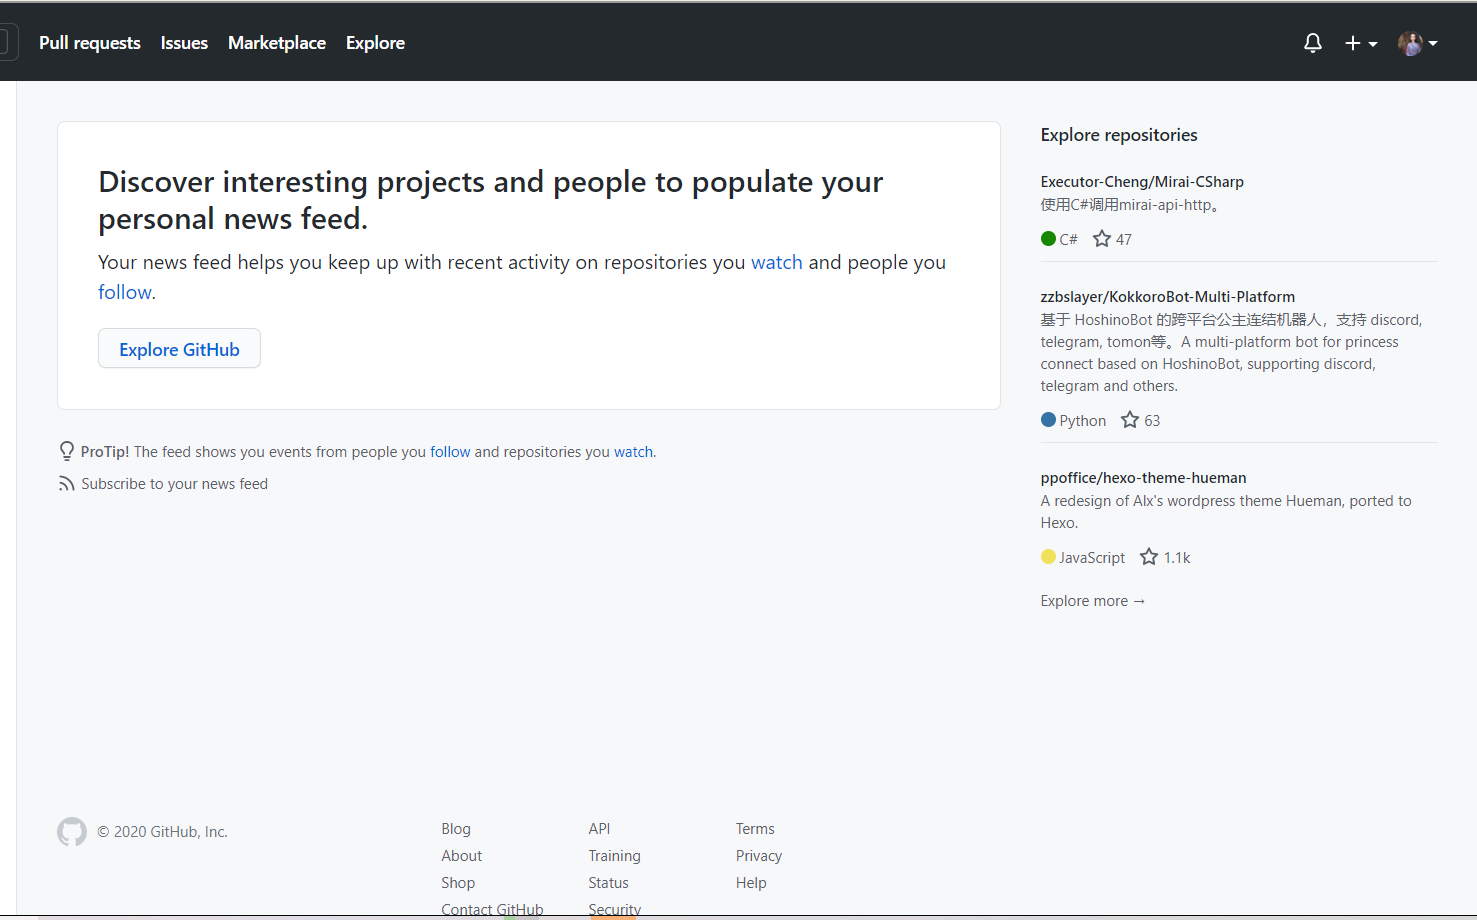 Pull requests Issues Marketplace Explore
Discover interesting projects and people to populate your
personal news feed.
Your news feed helps you keep up with recent activity on repositories you watch and people you
follow.
Explore GitHub
ProTip! The feed shows you events from people you follow and repositories you watch.
Subscribe to your news feed
Explore repositories
Executor-Cheng/Mirai-CSharp
使用C#调用mirai-api-http。
C# 47
zzbslayer/KokkoroBot-Multi-Platform
基于 HoshinoBot 的跨平台公主连结机器人，支持 discord,
telegram, tomon等。A multi-platform bot for princess
connect based on HoshinoBot, supporting discord,
telegram and others.
Python 63
ppoffice/hexo-theme-hueman
A redesign of Alx's wordpress theme Hueman, ported to
Hexo.
JavaScript 1.1k
Explore more →
© 2020 GitHub, Inc.
Blog
About
Shop
Contact GitHub
API
Training
Status
Security
Terms
Privacy
Help